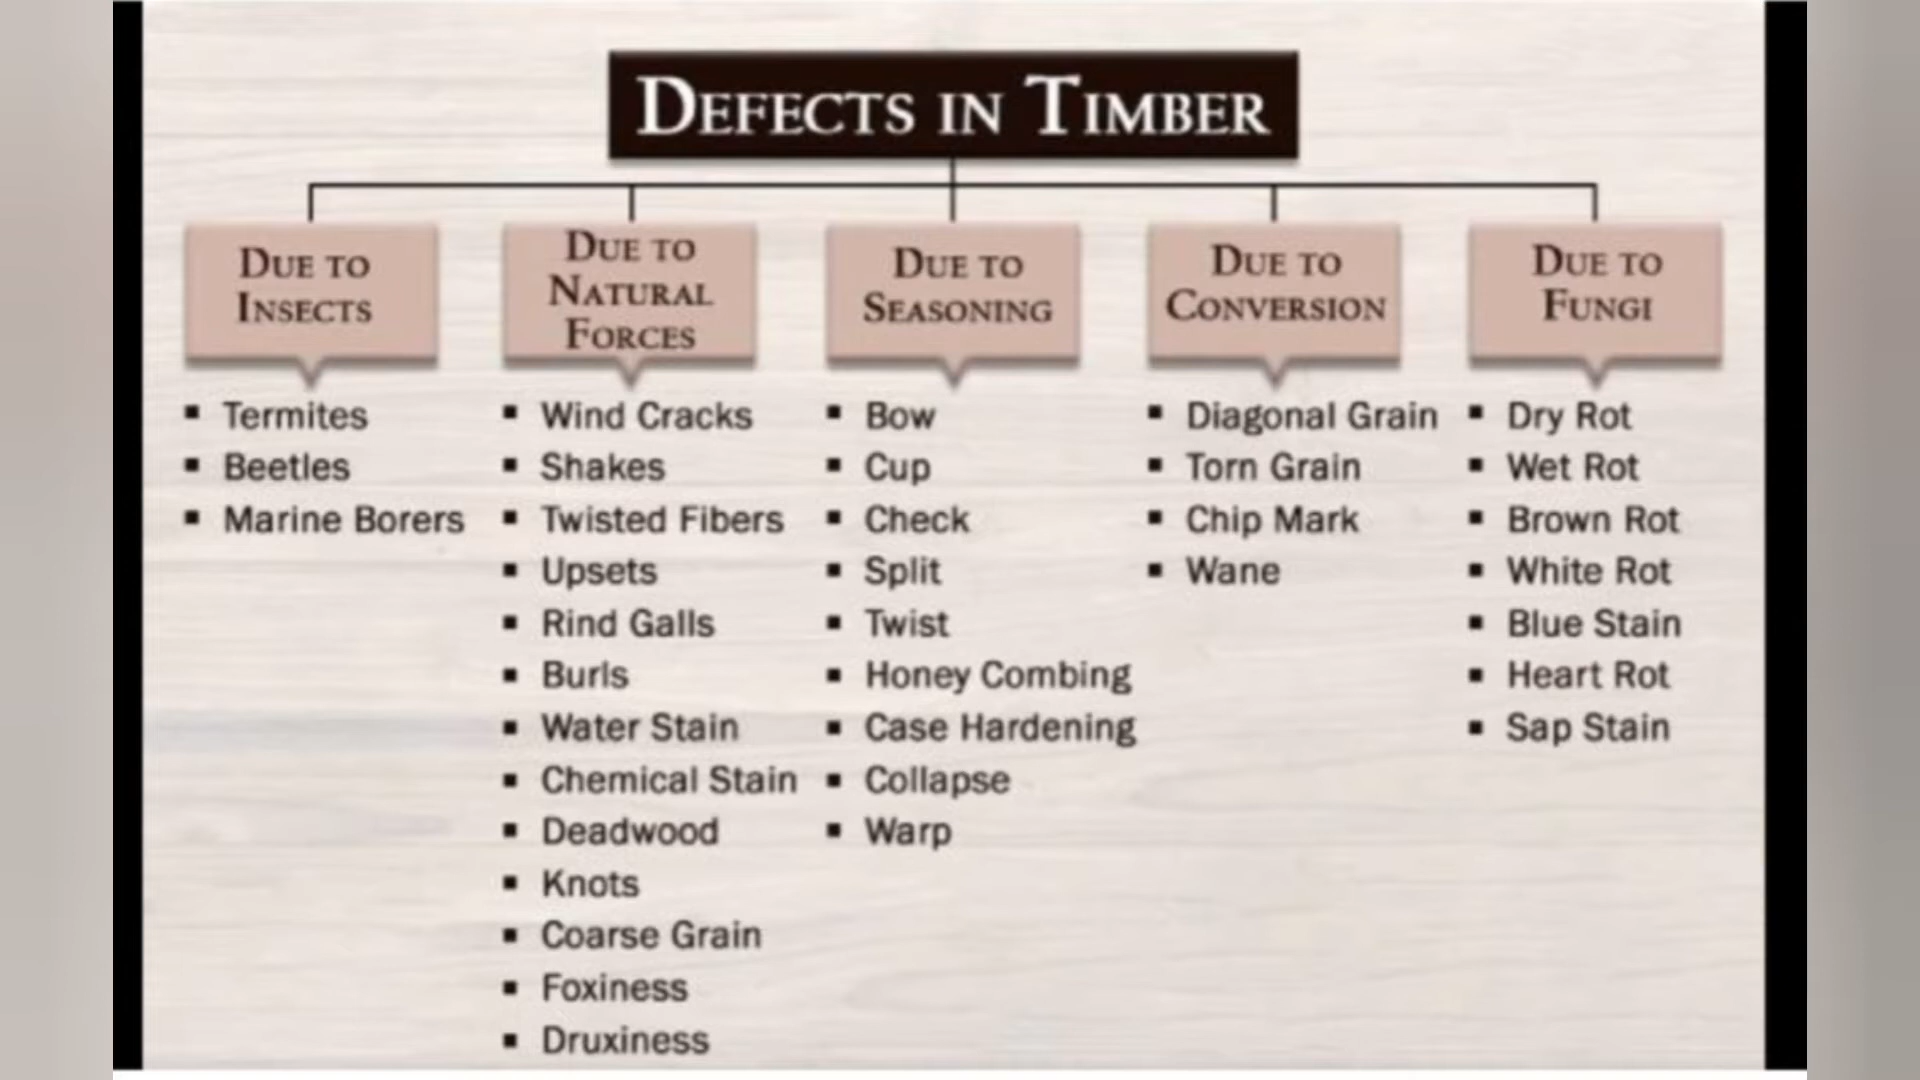 DEFECTS IN TIMBER
DUE TO
INSECTS
Termites
Beetles
Marine Borers
DUE TO
NATURAL
FORCES
Wind Cracks
Shakes
Twisted Fibers
Upsets
Rind Galls
Burls
Water Stain
Chemical Stain
Deadwood
Knots
Coarse Grain
Foxiness
Druxiness
DUE TO
SEASONING
Bow
Cup
Check
Split
Twist
Honey Combing
Case Hardening
Collapse
Warp
DUE TO
CONVERSION
Diagonal Grain
Torn Grain
Chip Mark
Wane
DUE TO
FUNGI
Dry Rot
Wet Rot
Brown Rot
White Rot
Blue Stain
Heart Rot
Sap Stain